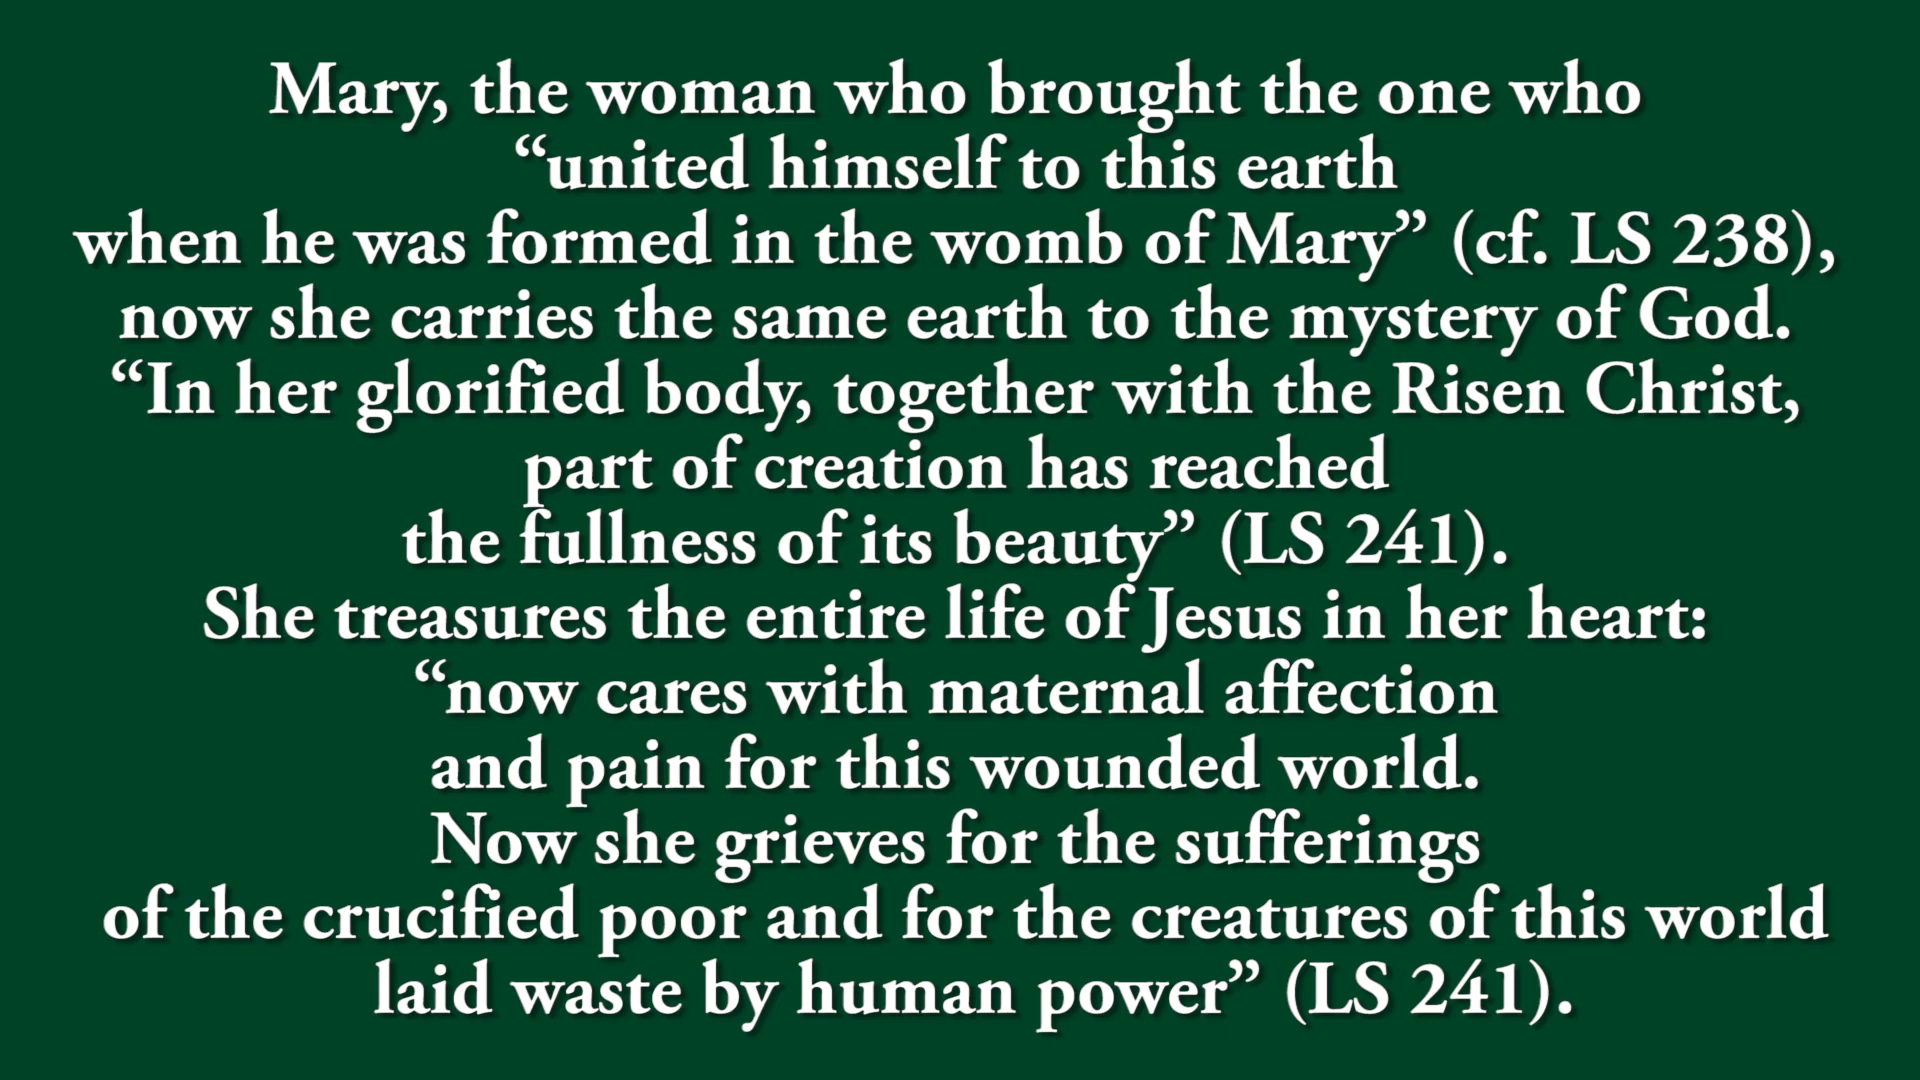 Mary, the woman who brought the one who
“united himself to this earth
when he was formed in the womb of Mary” (cf. LS 238),
now she carries the same earth to the mystery of God.
“In her glorified body, together with the Risen Christ,
part of creation has reached
the fullness of its beauty” (LS 241).
She treasures the entire life of Jesus in her heart:
“now cares with maternal affection
and pain for this wounded world.
Now she grieves for the sufferings
of the crucified poor and for the creatures of this world
laid waste by human power” (LS 241).